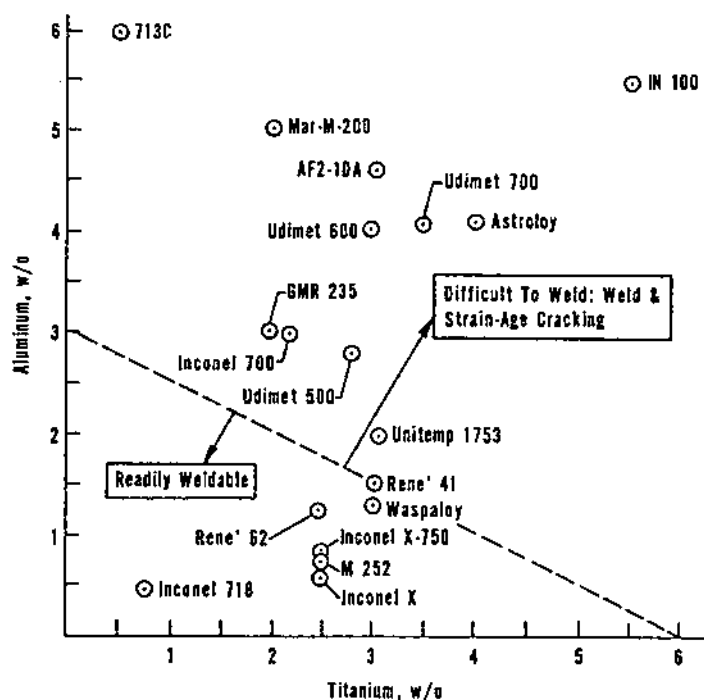 6
713C
IN 100
5
Mar-M-200
AF2-1DA
Udimet 700
4
Udimet 600
Astroloy
GMR 235
Difficult To Weld: Weld &
Strain-Age Cracking
3
Inconel 700
Udimet 500
2
Unitemp 1753
Readily Weldable
Rene' 41
Waspaloy
Rene' 62
Inconel X-750
1
M 252
Inconel 718
Inconel X
1 2 3 4 5 6
Titanium, w/o
Aluminum, w/o